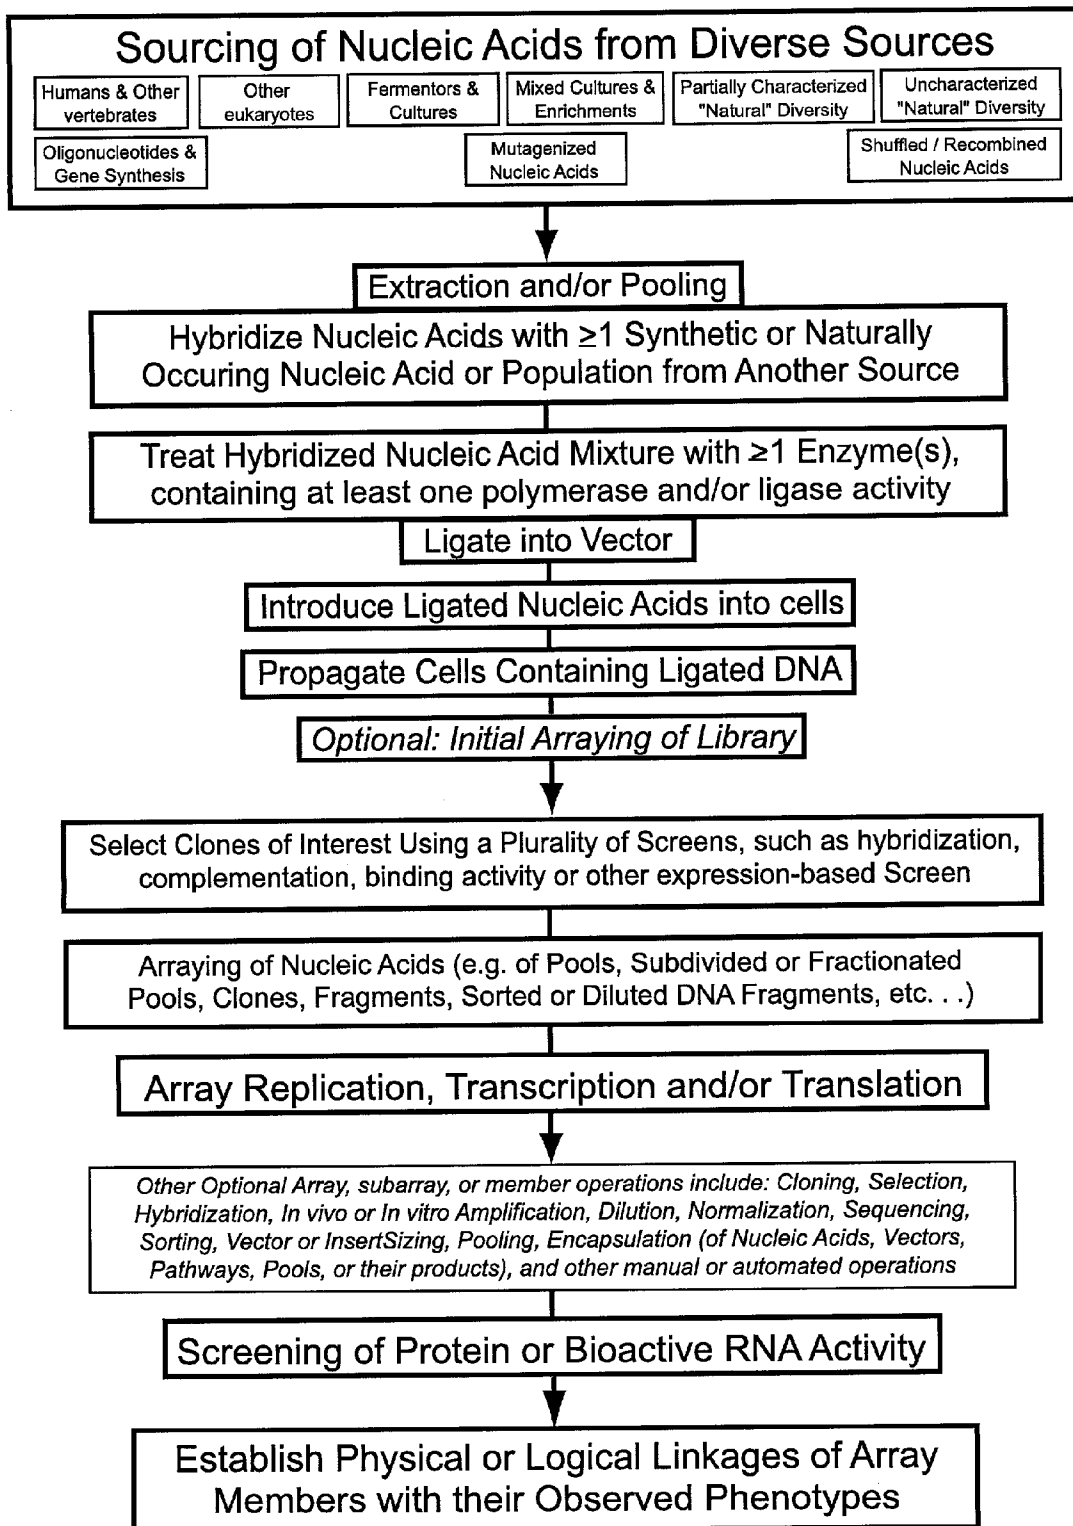 Sourcing of Nucleic Acids from Diverse Sources
Humans & Other
vertebrates
Other
eukaryotes
Fermentors &
Cultures
Mixed Cultures &
Enrichments
Partially Characterized
"Natural" Diversity
Uncharacterized
"Natural" Diversity
Oligonucleotides &
Gene Synthesis
Mutagenized
Nucleic Acids
Shuffled / Recombined
Nucleic Acids
Extraction and/or Pooling
Hybridize Nucleic Acids with ≥1 Synthetic or Naturally
Occuring Nucleic Acid or Population from Another Source
Treat Hybridized Nucleic Acid Mixture with ≥1 Enzyme(s),
containing at least one polymerase and/or ligase activity
Ligate into Vector
Introduce Ligated Nucleic Acids into cells
Propagate Cells Containing Ligated DNA
Optional: Initial Arraying of Library
Select Clones of Interest Using a Plurality of Screens, such as hybridization,
complementation, binding activity or other expression-based Screen
Arraying of Nucleic Acids (e.g. of Pools, Subdivided or Fractionated
Pools, Clones, Fragments, Sorted or Diluted DNA Fragments, etc. . .)
Array Replication, Transcription and/or Translation
Other Optional Array, subarray, or member operations include: Cloning, Selection,
Hybridization, In vivo or In vitro Amplification, Dilution, Normalization, Sequencing,
Sorting, Vector or InsertSizing, Pooling, Encapsulation (of Nucleic Acids, Vectors,
Pathways, Pools, or their products), and other manual or automated operations
Screening of Protein or Bioactive RNA Activity
Establish Physical or Logical Linkages of Array
Members with their Observed Phenotypes